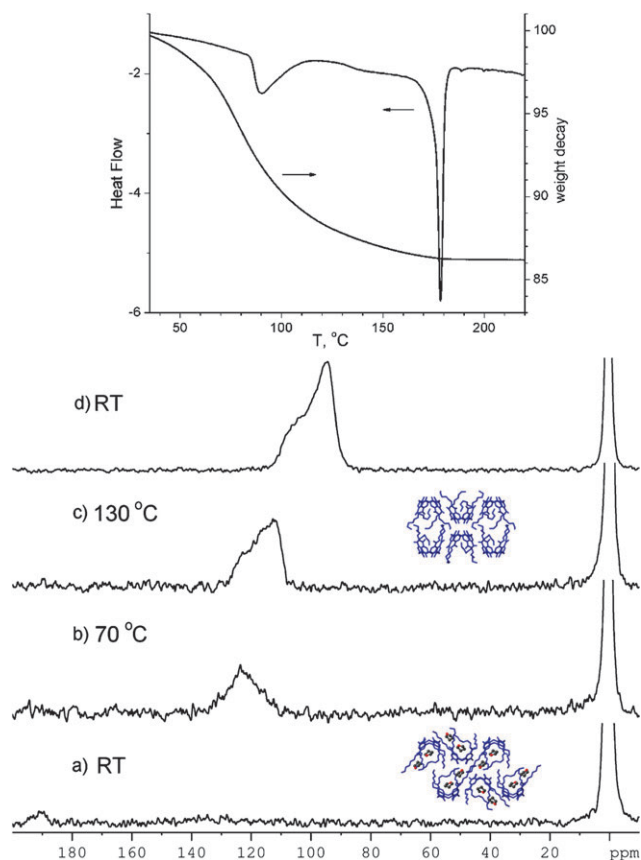 100
-2
95
Heat Flow
weight decay
-4
90
85
-6
50 100 150 200
T, °C
d) RT
c) 130 °C
b) 70 °C
a) RT
180 160 140 120 100 80 60 40 20 ppm